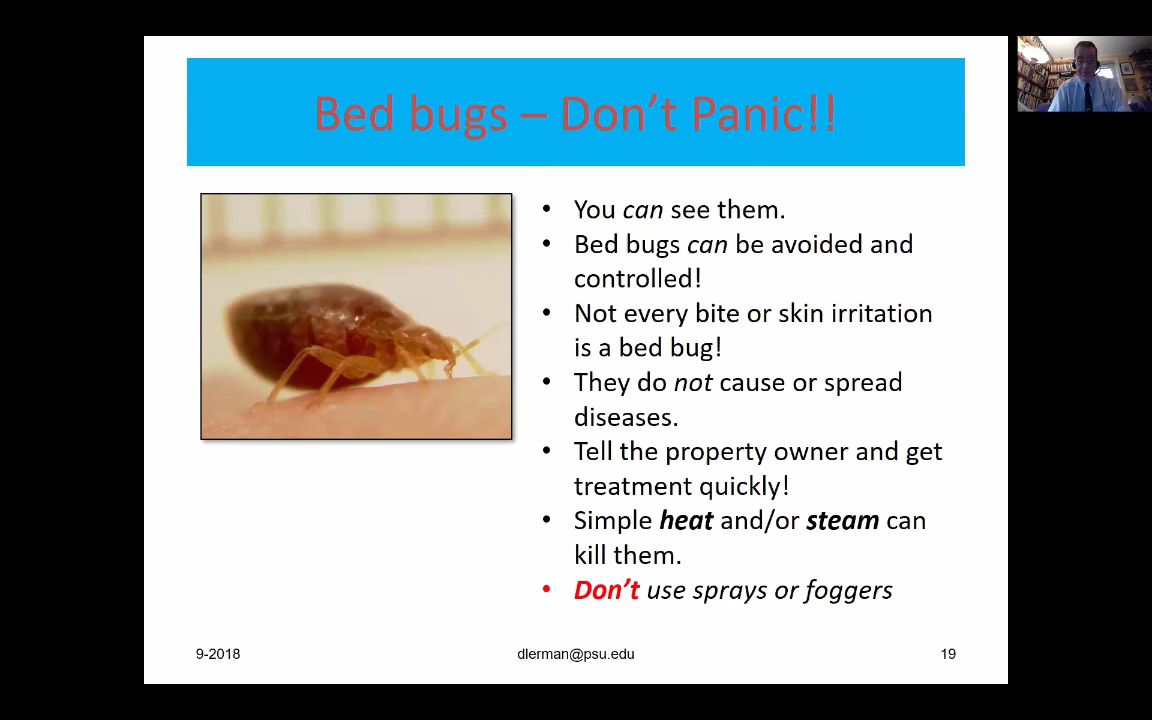 Bed bugs – Don't Panic!!
• You can see them.
• Bed bugs can be avoided and
controlled!
• Not every bite or skin irritation
is a bed bug!
• They do not cause or spread
diseases.
• Tell the property owner and get
treatment quickly!
• Simple heat and/or steam can
kill them.
• Don't use sprays or foggers
9-2018
dlerman@psu.edu
19